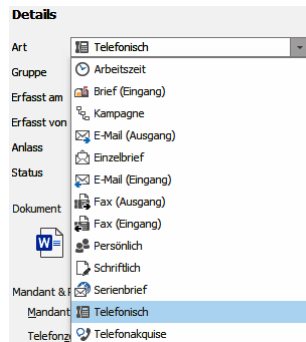 Details
Art
Telefonisch
Gruppe
Arbeitszeit
Brief (Eingang)
Erfasst am
Kampagne
Erfasst von
E-Mail (Ausgang)
Anlass
Einzelbrief
Status
E-Mail (Eingang)
Fax (Ausgang)
Dokument
Fax (Eingang)
W
Persönlich
Schriftlich
Mandant &
Serienbrief
Mandant
Telefonisch
Telefonakquise